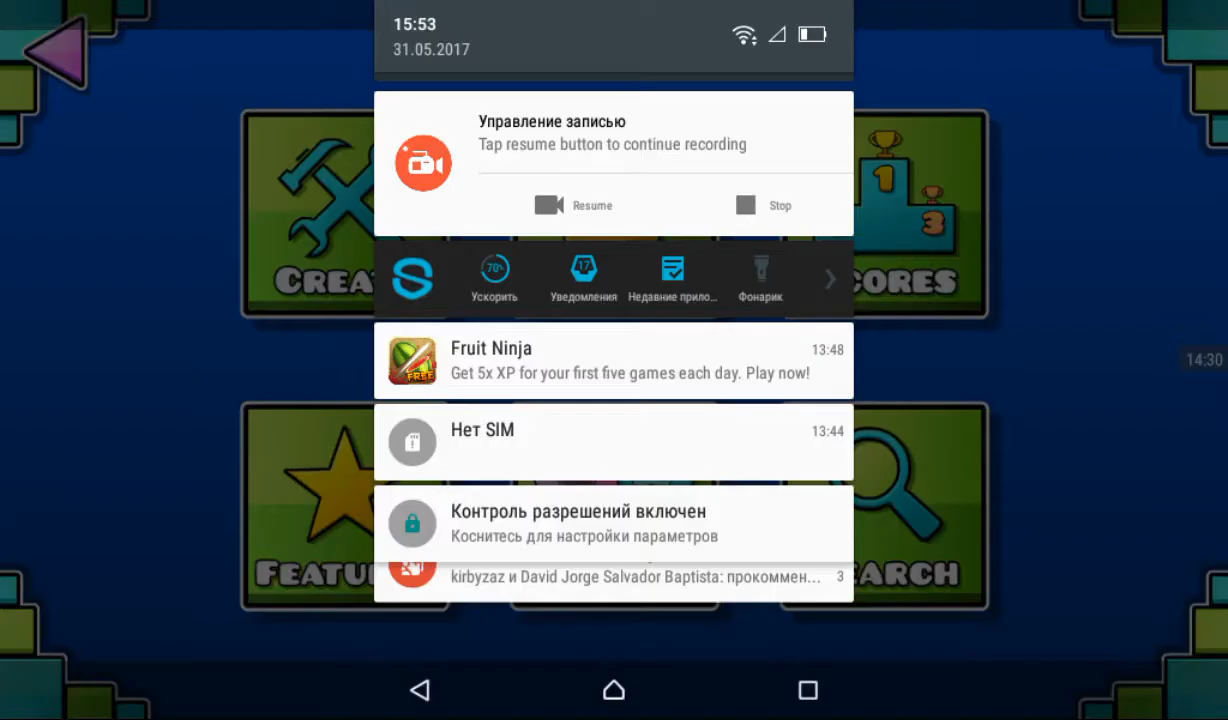 15:53
31.05.2017
Управление записью
Tap resume button to continue recording
Resume
Stop
CREA
1
3
CORES
70%
17
Ускорить
Уведомления
Недавние прило...
Фонарик
Fruit Ninja
13:48
FREE
Get 5x XP for your first five games each day. Play now!
14:30
Нет SIM
13:44
Контроль разрешений включен
Коснитесь для настройки параметров
FEATU
EARCH
kirbyzaz и David Jorge Salvador Baptista: прокоммен...
3